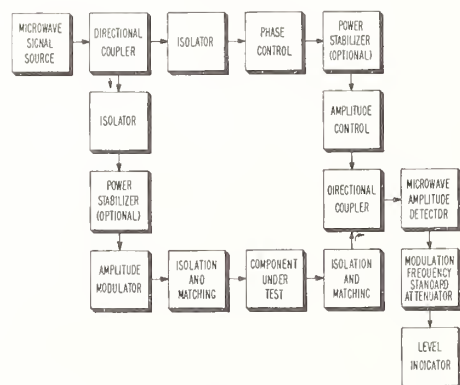 MICROWAVE
SIGNAL
SOURCE
DIRECTIONAL
COUPLER
ISOLATOR
PHASE
CONTROL
POWER
STABILIZER
(OPTIONAL)
ISOLATOR
AMPLITUDE
CONTROL
POWER
STABILIZER
(OPTIONAL)
DIRECTIONAL
COUPLER
MICROWAVE
AMPLITUDE
DETECTOR
AMPLITUDE
MODULATOR
ISOLATION
AND
MATCHING
COMPONENT
UNDER
TEST
ISOLATION
AND
MATCHING
MODULATION
FREQUENCY
STANDARD
ATTENUATOR
LEVEL
INDICATOR